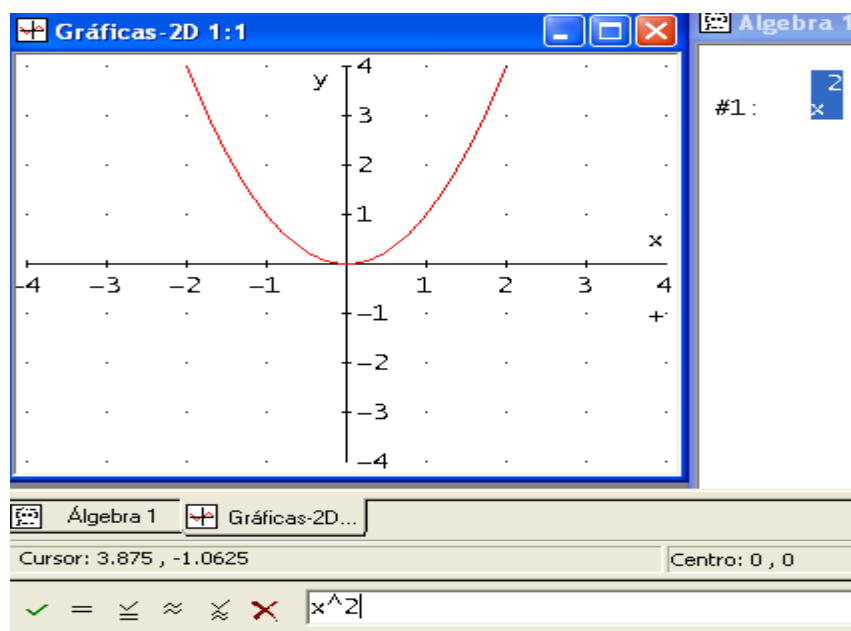 Gráficas-2D 1:1
Álgebra 1
y
4
3
2
1
x
-4 -3 -2 -1 1 2 3 4
-1
-2
-3
-4
#1: x^2
Álgebra 1 Gráficas-2D...
Cursor: 3.875 , -1.0625 Centro: 0 , 0
x^2